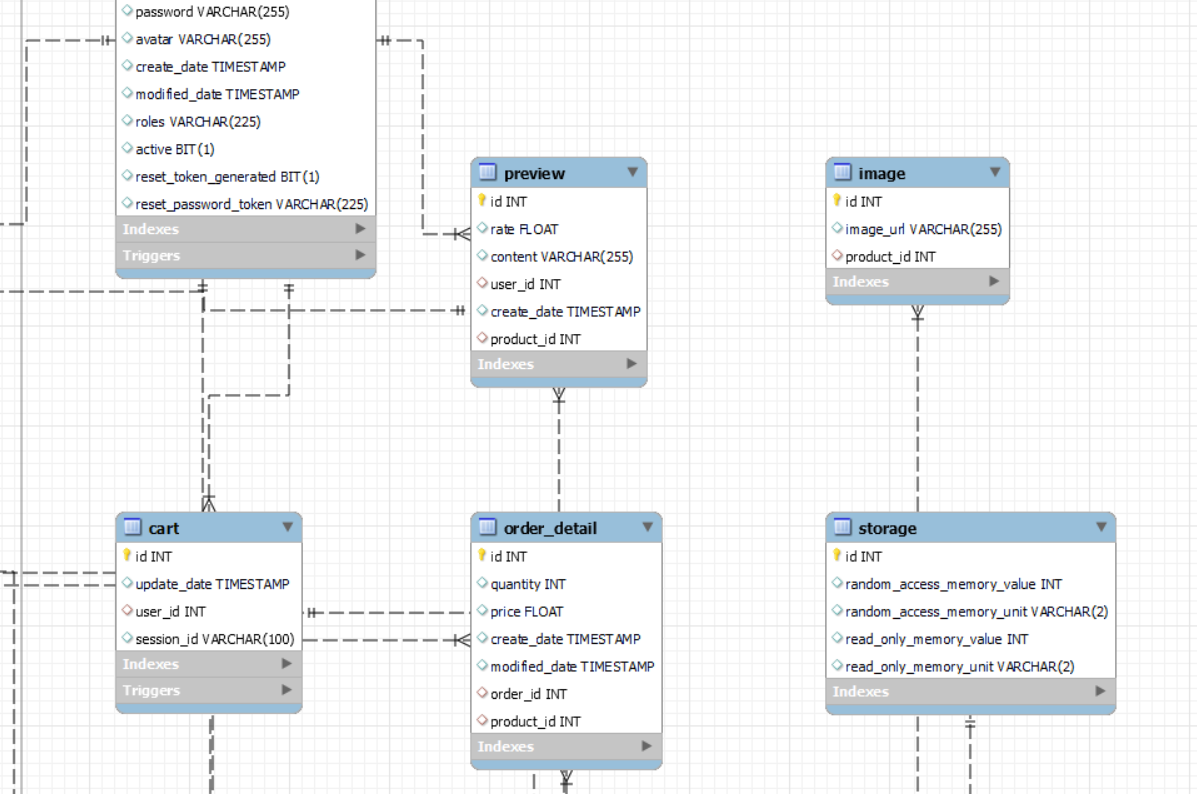 password VARCHAR(255)
avatar VARCHAR(255)
create_date TIMESTAMP
modified_date TIMESTAMP
roles VARCHAR(225)
active BIT(1)
reset_token_generated BIT(1)
reset_password_token VARCHAR(225)
Indexes
Triggers
preview
id INT
rate FLOAT
content VARCHAR(255)
user_id INT
create_date TIMESTAMP
product_id INT
Indexes
image
id INT
image_url VARCHAR(255)
product_id INT
Indexes
cart
id INT
update_date TIMESTAMP
user_id INT
session_id VARCHAR(100)
Indexes
Triggers
order_detail
id INT
quantity INT
price FLOAT
create_date TIMESTAMP
modified_date TIMESTAMP
order_id INT
product_id INT
Indexes
storage
id INT
random_access_memory_value INT
random_access_memory_unit VARCHAR(2)
read_only_memory_value INT
read_only_memory_unit VARCHAR(2)
Indexes